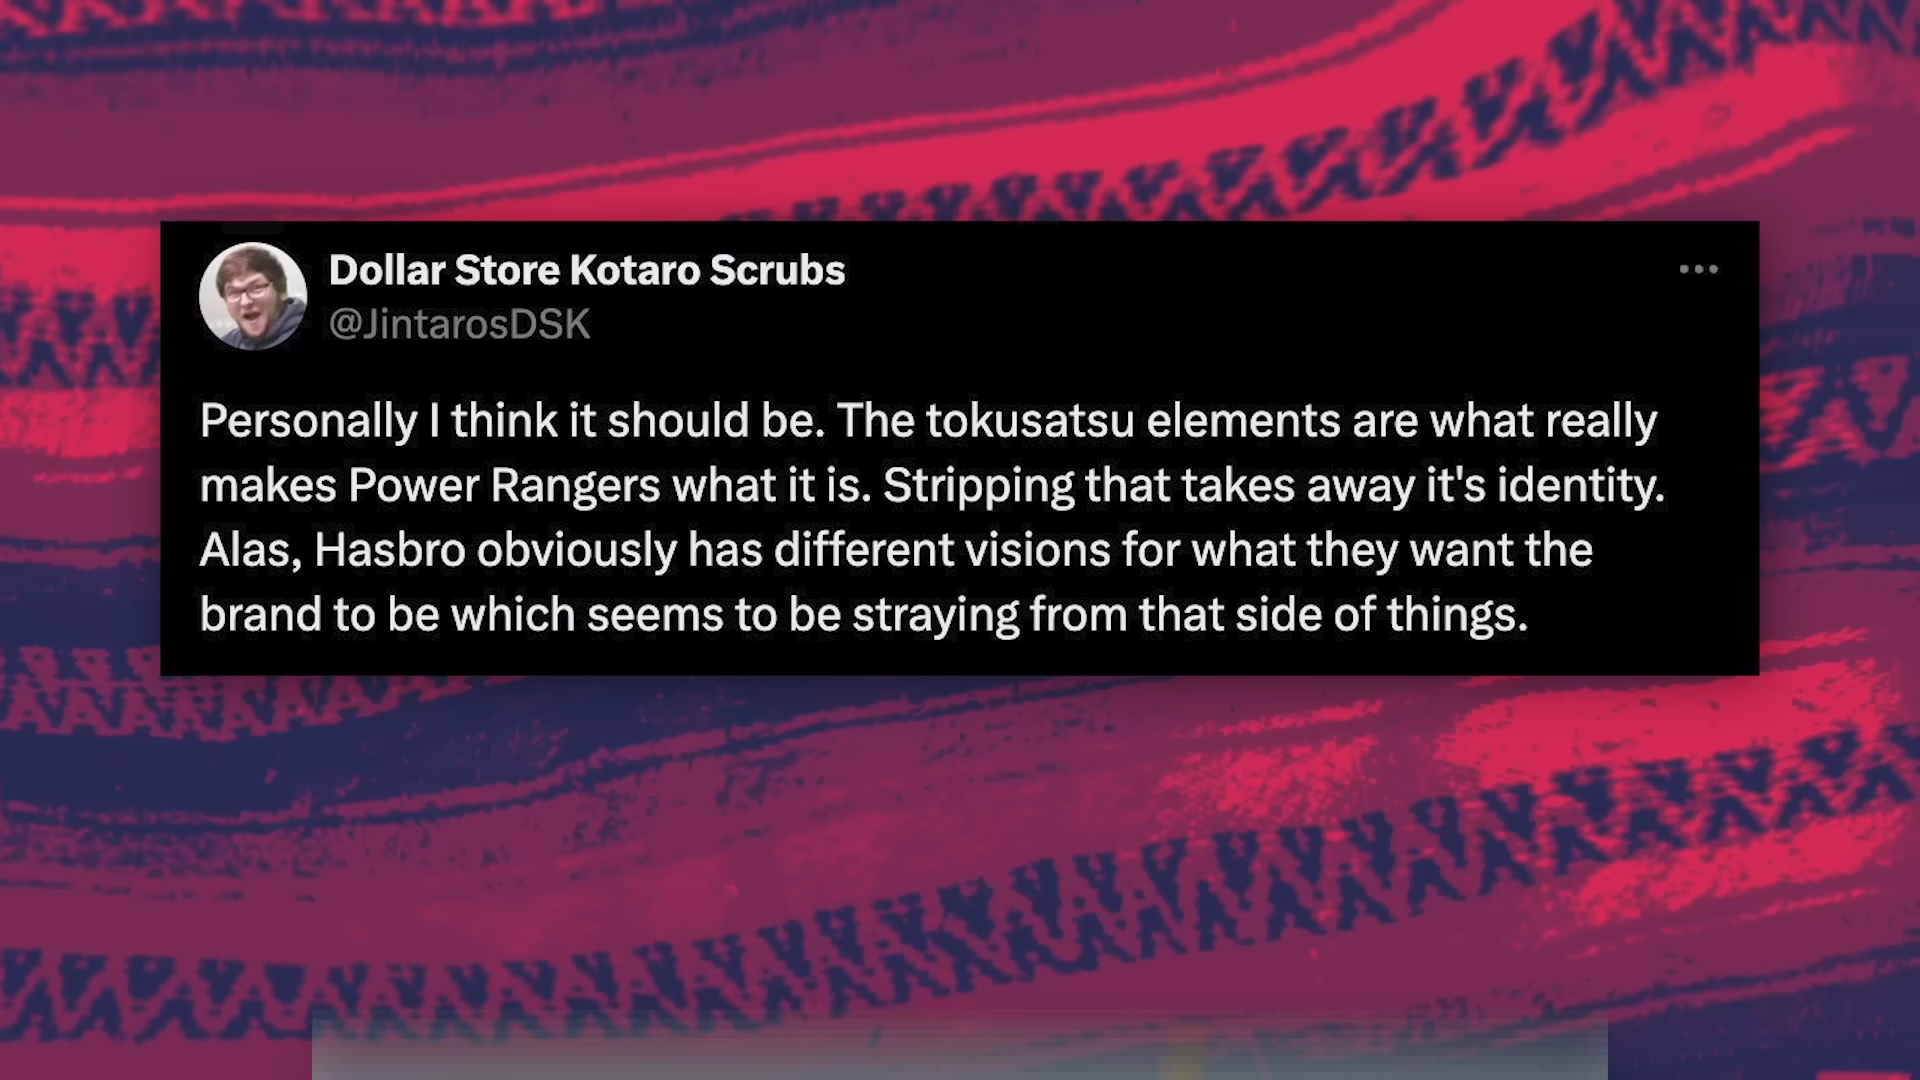 Dollar Store Kotaro Scrubs
@JintarosDSK
Personally I think it should be. The tokusatsu elements are what really
makes Power Rangers what it is. Stripping that takes away it's identity.
Alas, Hasbro obviously has different visions for what they want the
brand to be which seems to be straying from that side of things.